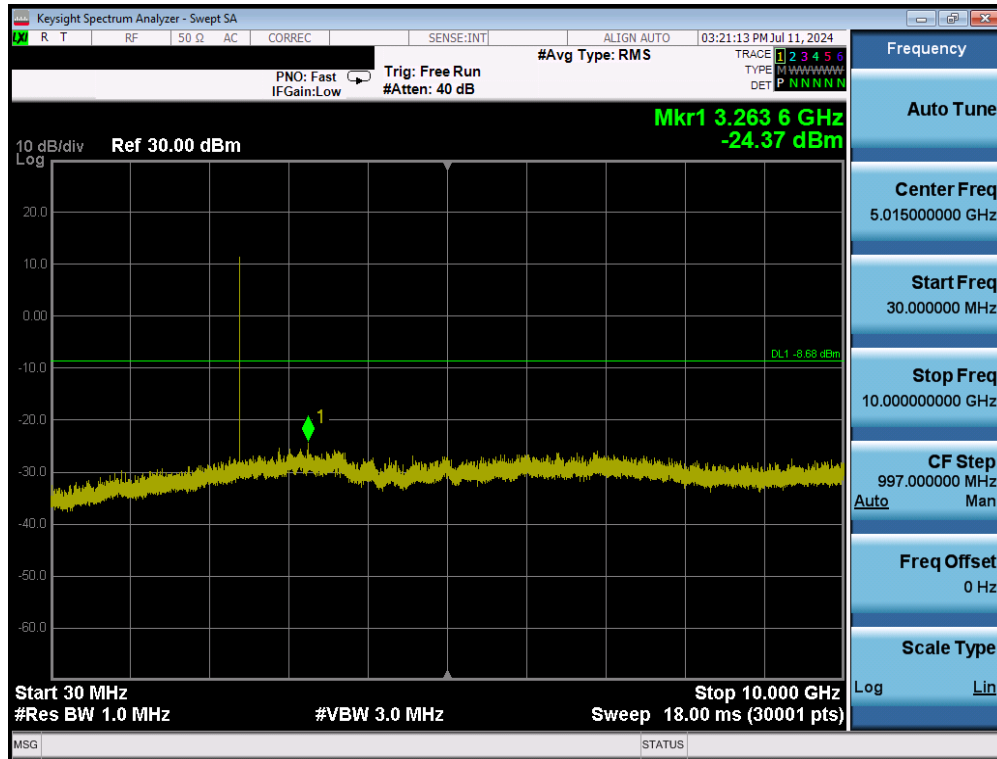 Keysight Spectrum Analyzer - Swept SA
LXI R T RF 50 Ω AC CORREC SENSE:INT ALIGN AUTO 03:21:13 PM Jul 11, 2024
#Avg Type: RMS
TRACE 1 2 3 4 5 6
TYPE M WWWWW
DET P N N N N N
PNO: Fast
IFGain:Low
Trig: Free Run
#Atten: 40 dB
Mkr1 3.263 6 GHz
-24.37 dBm
10 dB/div
Log
Ref 30.00 dBm
20.0
10.0
0.00
DL1 -8.68 dBm
-10.0
-20.0
1
-30.0
-40.0
-50.0
-60.0
Start 30 MHz
Stop 10.000 GHz
#Res BW 1.0 MHz
#VBW 3.0 MHz
Sweep 18.00 ms (30001 pts)
MSG
STATUS
Frequency
Auto Tune
Center Freq
5.015000000 GHz
Start Freq
30.000000 MHz
Stop Freq
10.000000000 GHz
CF Step
997.000000 MHz
Auto Man
Freq Offset
0 Hz
Scale Type
Log Lin